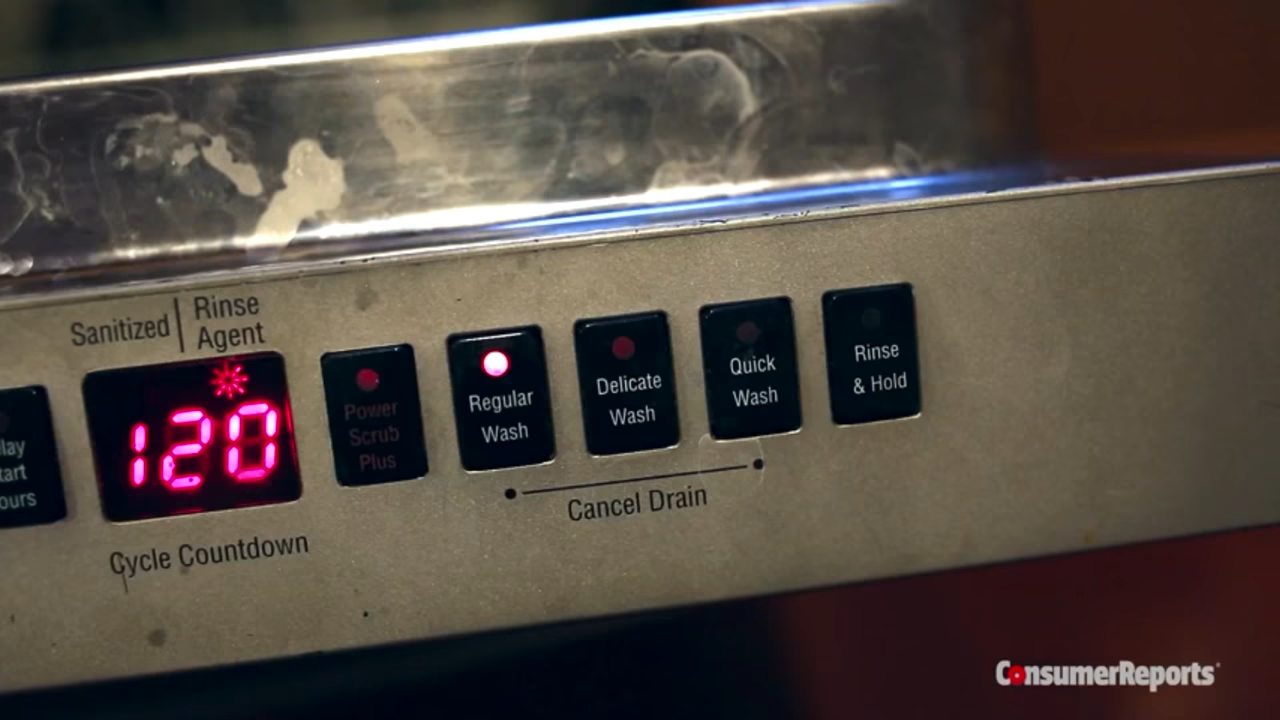 Sanitized
Rinse
Agent
120
Cycle Countdown
Power
Scrub
Plus
Regular
Wash
Delicate
Wash
Quick
Wash
Rinse
& Hold
Cancel Drain
ConsumerReports